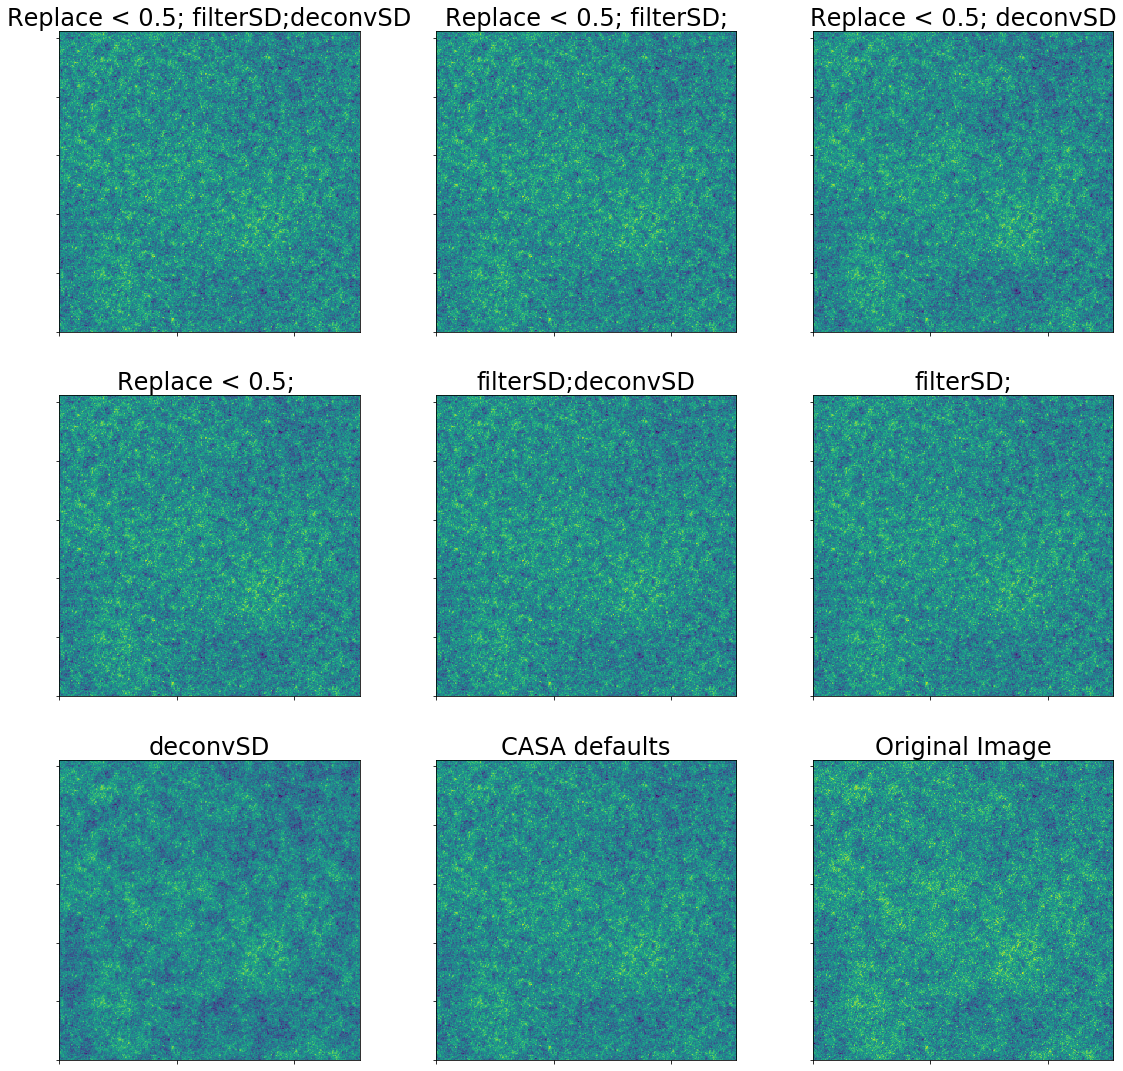 Replace < 0.5; filterSD;deconvSD
Replace < 0.5; filterSD;
Replace < 0.5; deconvSD
Replace < 0.5;
filterSD;deconvSD
filterSD;
deconvSD
CASA defaults
Original Image